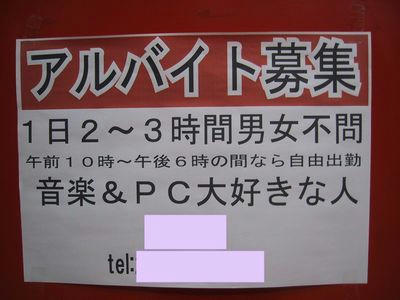 アルバイト募集
1日2～3時間男女不問
午前10時～午後6時の間なら自由出勤
音楽＆PC大好きな人
tel: